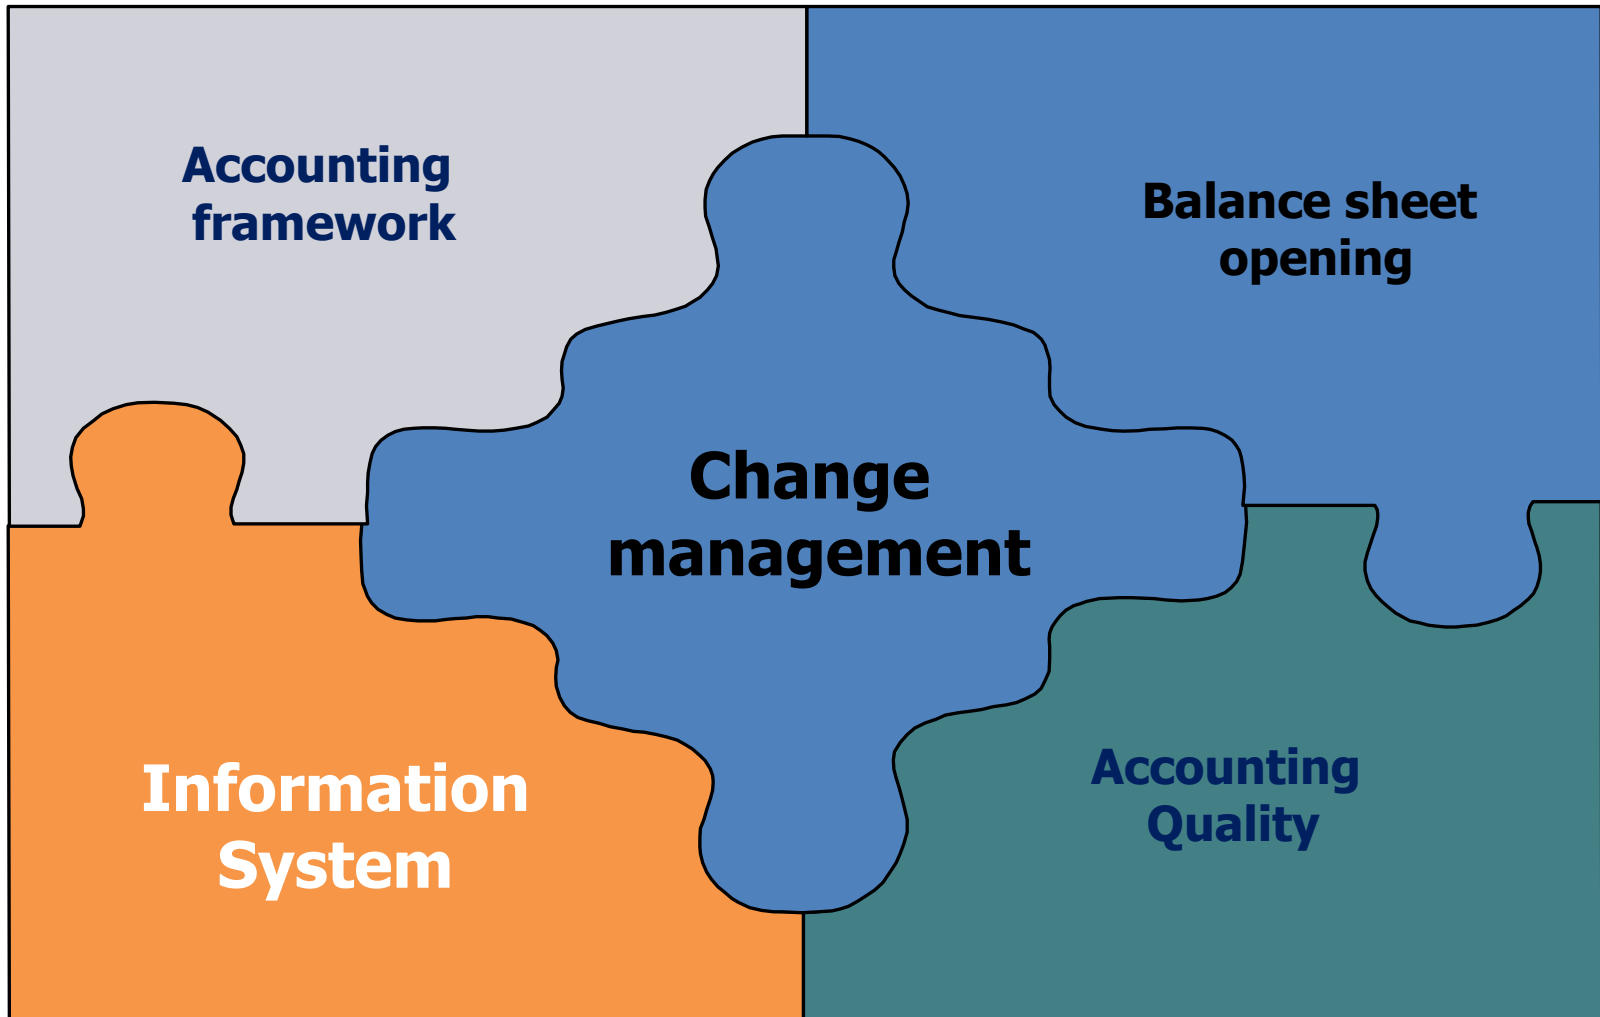 Accounting
framework
Balance sheet
opening
Change
management
Information
System
Accounting
Quality